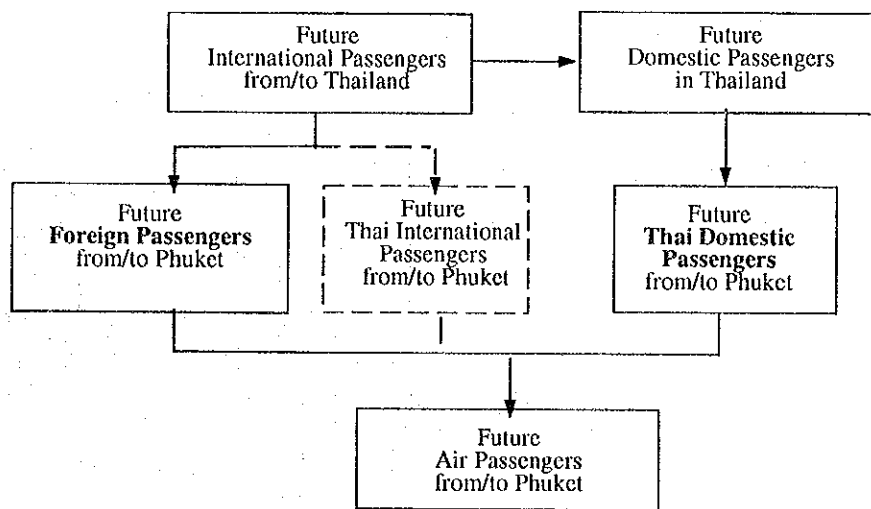 Future
International Passengers
from/to Thailand
Future
Domestic Passengers
in Thailand
Future
Foreign Passengers
from/to Phuket
Future
Thai International
Passengers
from/to Phuket
Future
Thai Domestic
Passengers
from/to Phuket
Future
Air Passengers
from/to Phuket